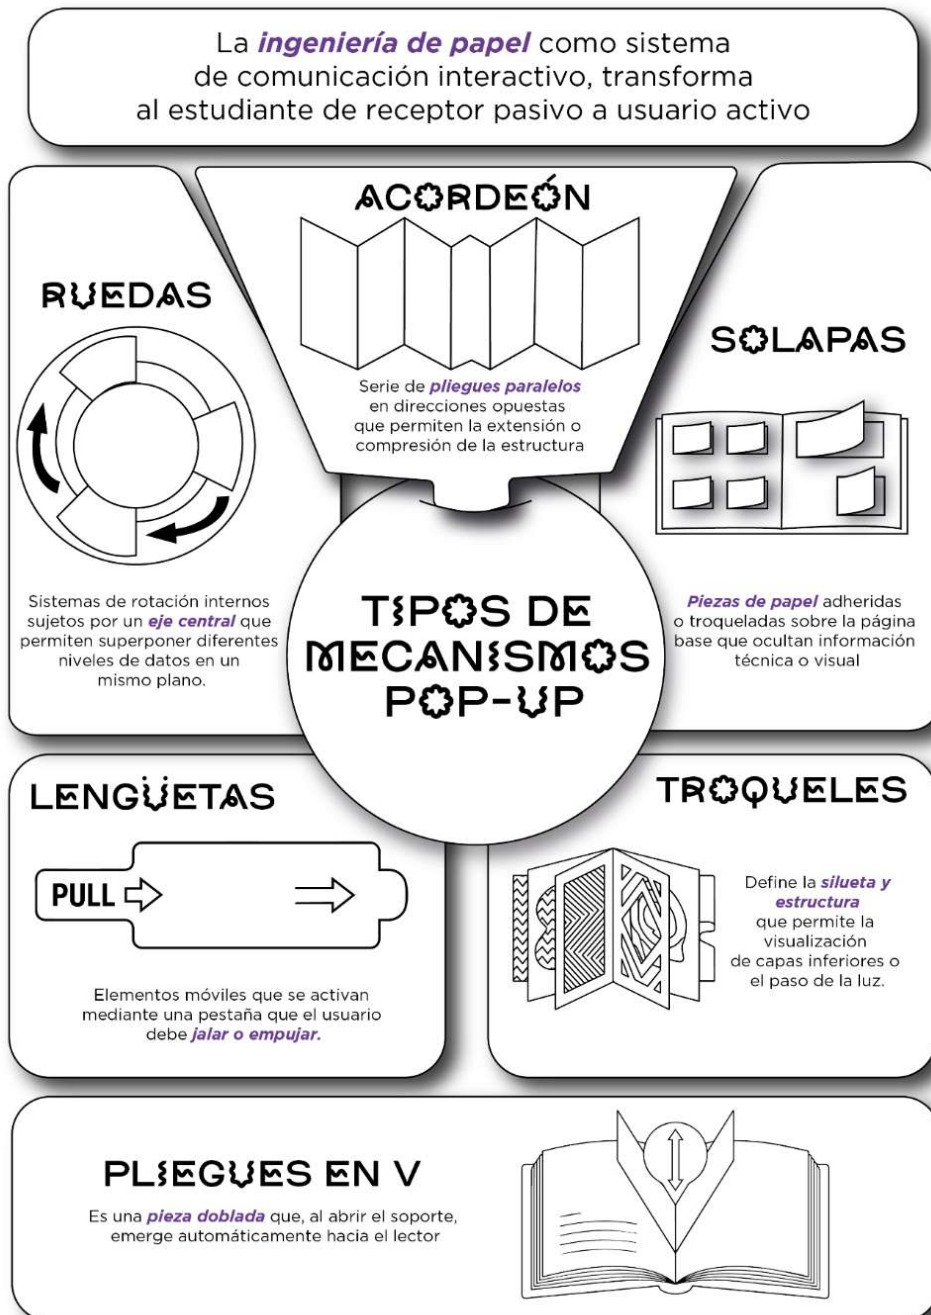 La ingeniería de papel como sistema
de comunicación interactivo, transforma
al estudiante de receptor pasivo a usuario activo
ACORDEÓN
Serie de pliegues paralelos
en direcciones opuestas
que permiten la extensión o
compresión de la estructura
RUEDAS
Sistemas de rotación internos
sujetos por un eje central que
permiten superponer diferentes
niveles de datos en un
mismo plano.
SOLAPAS
Piezas de papel adheridas
o troqueladas sobre la página
base que ocultan información
técnica o visual
TIPOS DE
MECANISMOS
POP-UP
LENGÜETAS
PULL
Elementos móviles que se activan
mediante una pestaña que el usuario
debe jalar o empujar.
TROQUELES
Define la silueta y
estructura
que permite la
visualización
de capas inferiores o
el paso de la luz.
PLIEGUES EN V
Es una pieza doblada que, al abrir el soporte,
emerge automáticamente hacia el lector